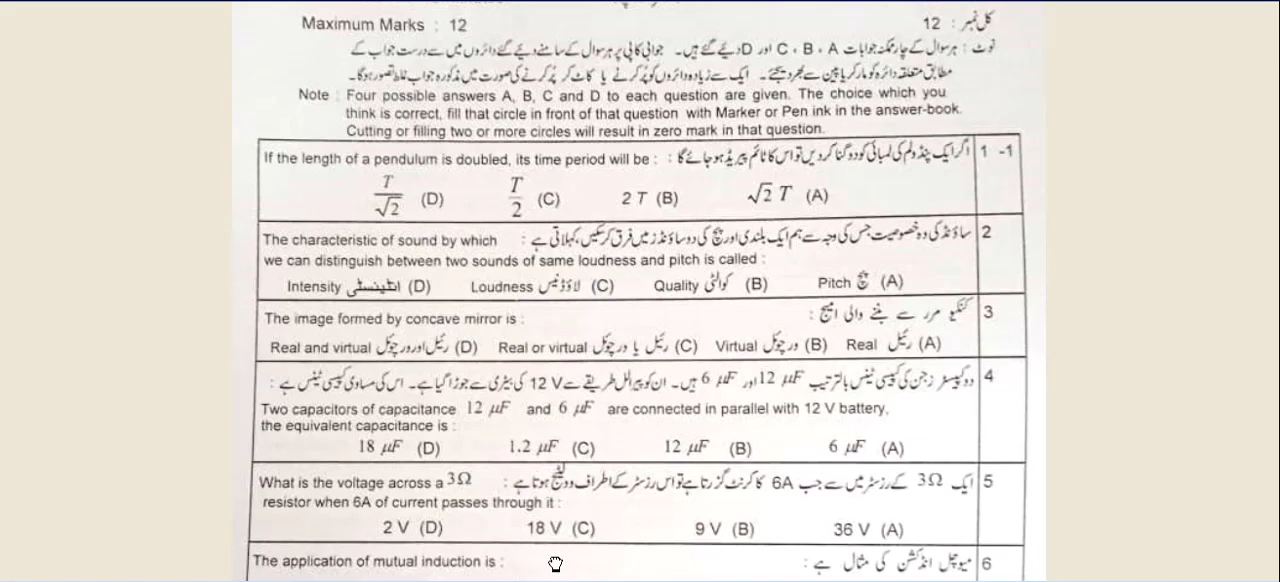 Maximum Marks : 12 کل نمبر : 12
نوٹ : ہر سوال کے چار ممکنہ جوابات A ، B ، C اور D دئیے گئے ہیں۔ جوابی کاپی پر ہر سوال کے سامنے دئیے گئے دائروں میں سے درست جواب کے
مطابق متعلقہ دائرہ کو مارکر یا پین سے بھر دیجئے۔ ایک سے زیادہ دائروں کو پُر کرنے یا کاٹ کر پُر کرنے کی صورت میں مذکورہ جواب غلط تصور ہوگا۔
Note : Four possible answers A, B, C and D to each question are given. The choice which you
think is correct, fill that circle in front of that question with Marker or Pen ink in the answer-book.
Cutting or filling two or more circles will result in zero mark in that question.
If the length of a pendulum is doubled, its time period will be : اگر ایک پنڈولم کی لمبائی کو دو گنا کر دیں تو اس کا ٹائم پیریڈ ہو جائے گا : 1 -1
T/√2 (D) T/2 (C) 2 T (B) √2 T (A)
The characteristic of sound by which ساؤنڈ کی وہ خصوصیت جس کی وجہ سے ہم ایک بلندی اور پچ کی دو ساؤنڈز میں فرق کر سکیں، کہلاتی ہے : 2
we can distinguish between two sounds of same loudness and pitch is called :
Intensity انٹینسٹی (D) Loudness لاؤڈنیس (C) Quality کوالٹی (B) Pitch پچ (A)
The image formed by concave mirror is : کنکیو مرر سے بننے والی امیج : 3
Real and virtual رئیل اور ورچوئل (D) Real or virtual رئیل یا ورچوئل (C) Virtual ورچوئل (B) Real رئیل (A)
دو کپیسٹرز جن کی کپیسی ٹینس بالترتیب 12 μF اور 6 μF ہیں۔ ان کو پیرالل طریقے سے 12 V کی بیٹری سے جوڑا گیا ہے۔ اس کی مساوی کپیسی ٹینس ہے : 4
Two capacitors of capacitance 12 μF and 6 μF are connected in parallel with 12 V battery,
the equivalent capacitance is :
18 μF (D) 1.2 μF (C) 12 μF (B) 6 μF (A)
What is the voltage across a 3Ω ایک 3Ω کے رزسٹر میں سے جب 6A کا کرنٹ گزرتا ہے تو اس رزسٹر کے اطراف وولٹیج ہوتا ہے : 5
resistor when 6A of current passes through it :
2 V (D) 18 V (C) 9 V (B) 36 V (A)
The application of mutual induction is : میوچل انڈکشن کی مثال ہے : 6